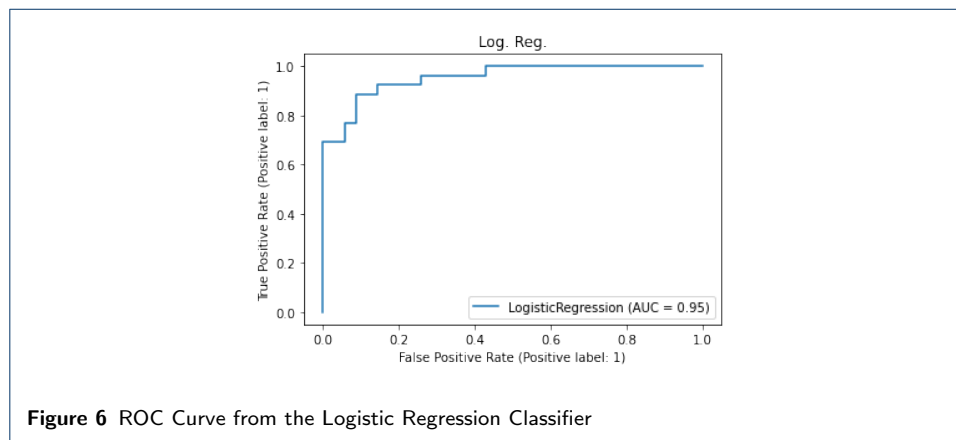 Log. Reg.
1.0
0.8
0.6
0.4
0.2
0.0
True Positive Rate (Positive label: 1)
LogisticRegression (AUC = 0.95)
0.0 0.2 0.4 0.6 0.8 1.0
False Positive Rate (Positive label: 1)
Figure 6 ROC Curve from the Logistic Regression Classifier